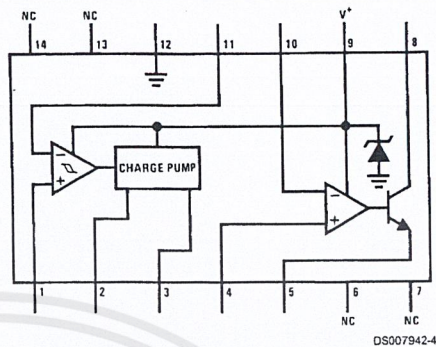 NC NC V+
14 13 12 11 10 9 8
− +
CHARGE PUMP
− +
1 2 3 4 5 6 7
NC NC
DS007942-4